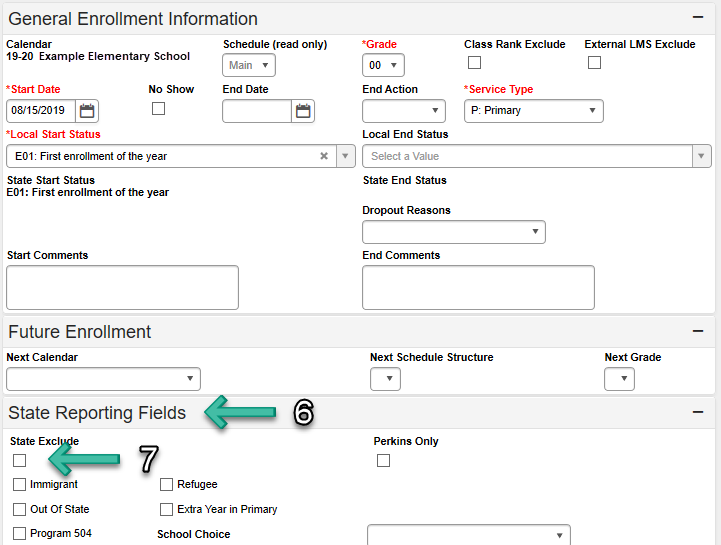 General Enrollment Information
Calendar Schedule (read only) *Grade Class Rank Exclude External LMS Exclude
19-20 Example Elementary School
Main 00
*Start Date No Show End Date End Action *Service Type
08/15/2019 P: Primary
*Local Start Status Local End Status
E01: First enrollment of the year × Select a Value
State Start Status State End Status
E01: First enrollment of the year
Dropout Reasons
Start Comments End Comments
Future Enrollment
Next Calendar Next Schedule Structure Next Grade
State Reporting Fields 6
State Exclude Perkins Only
7
Immigrant Refugee
Out Of State Extra Year in Primary
Program 504 School Choice